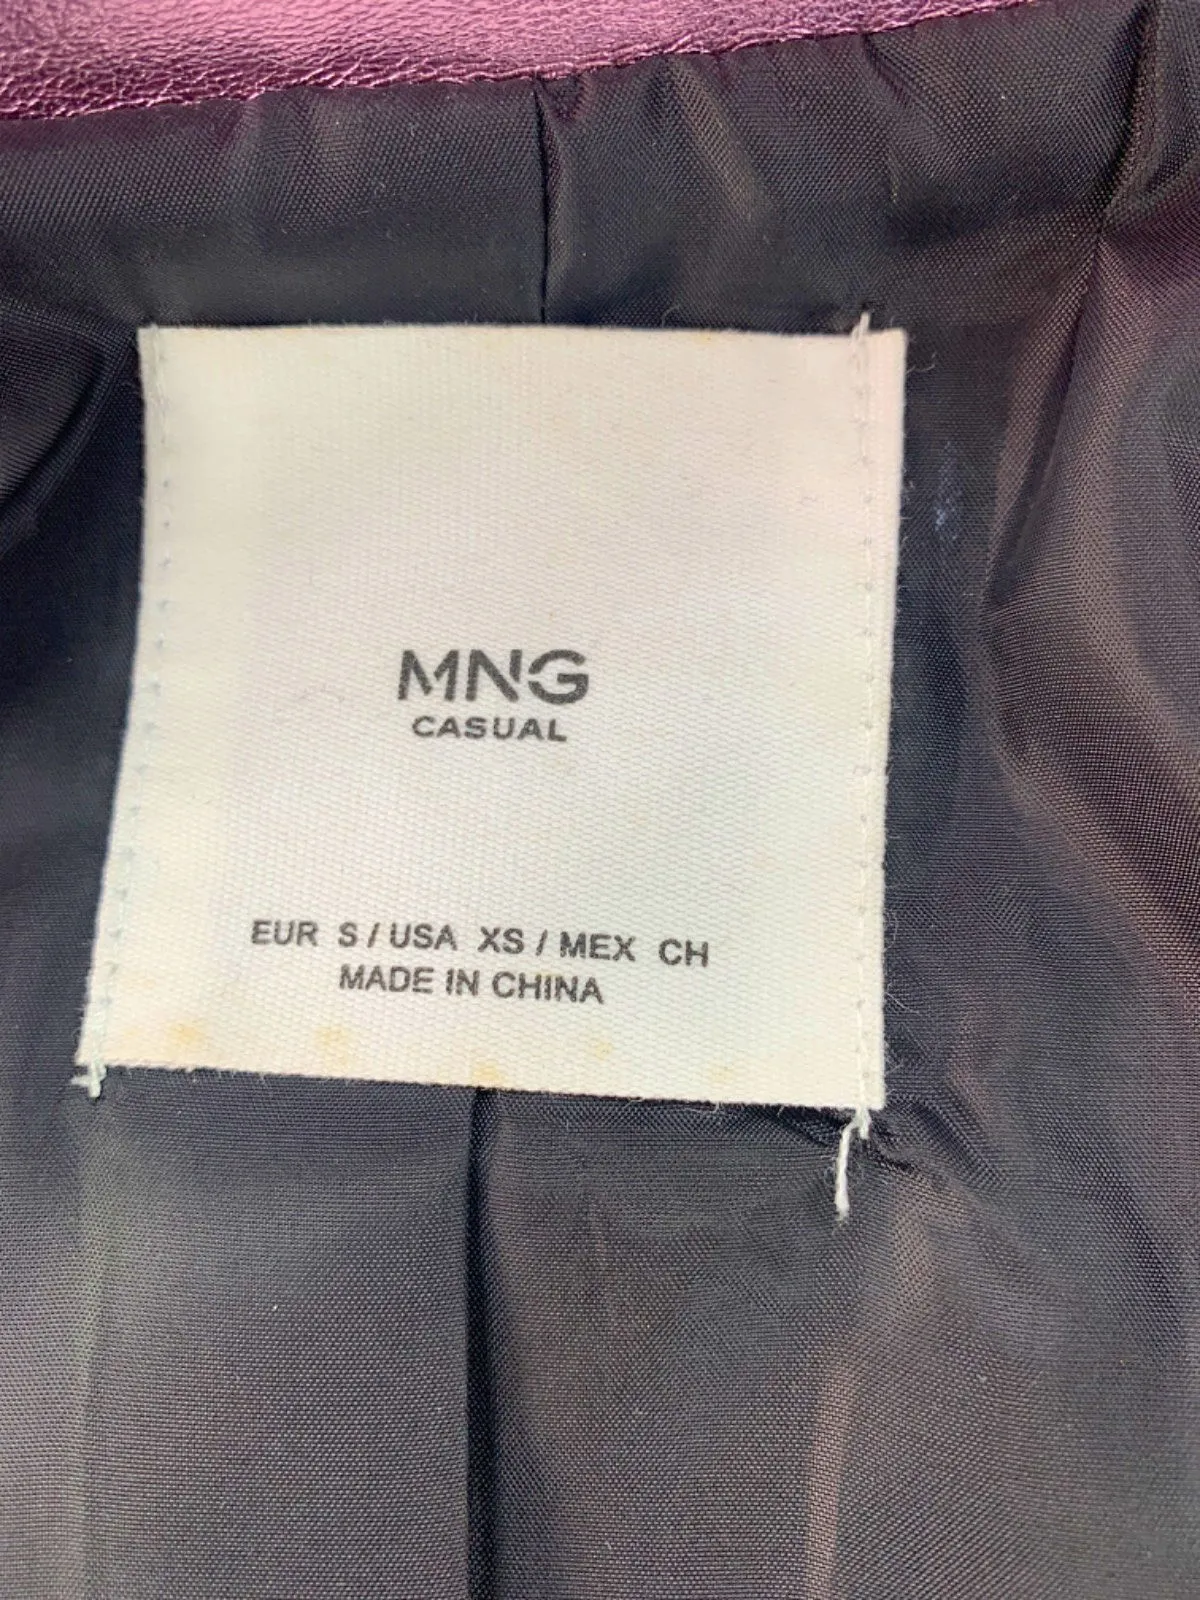 MNG
CASUAL
EUR S / USA XS / MEX CH
MADE IN CHINA